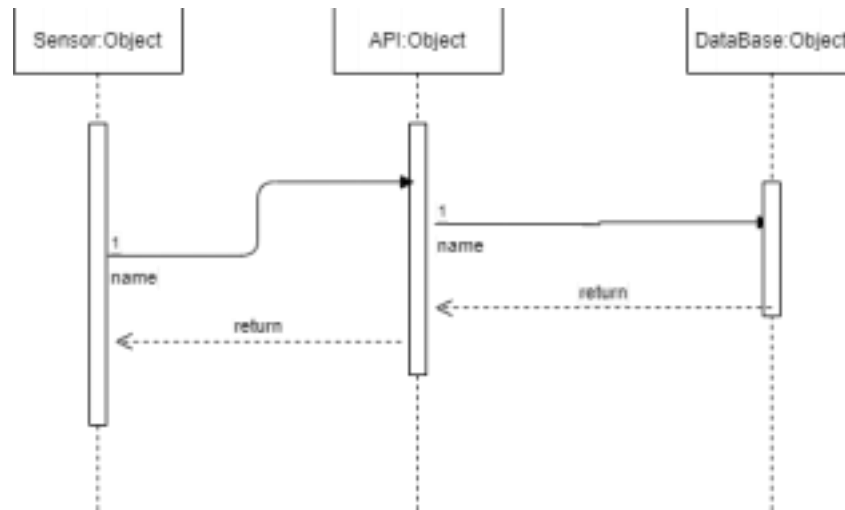 Sensor:Object
API:Object
DataBase:Object
1
name
1
name
return
return